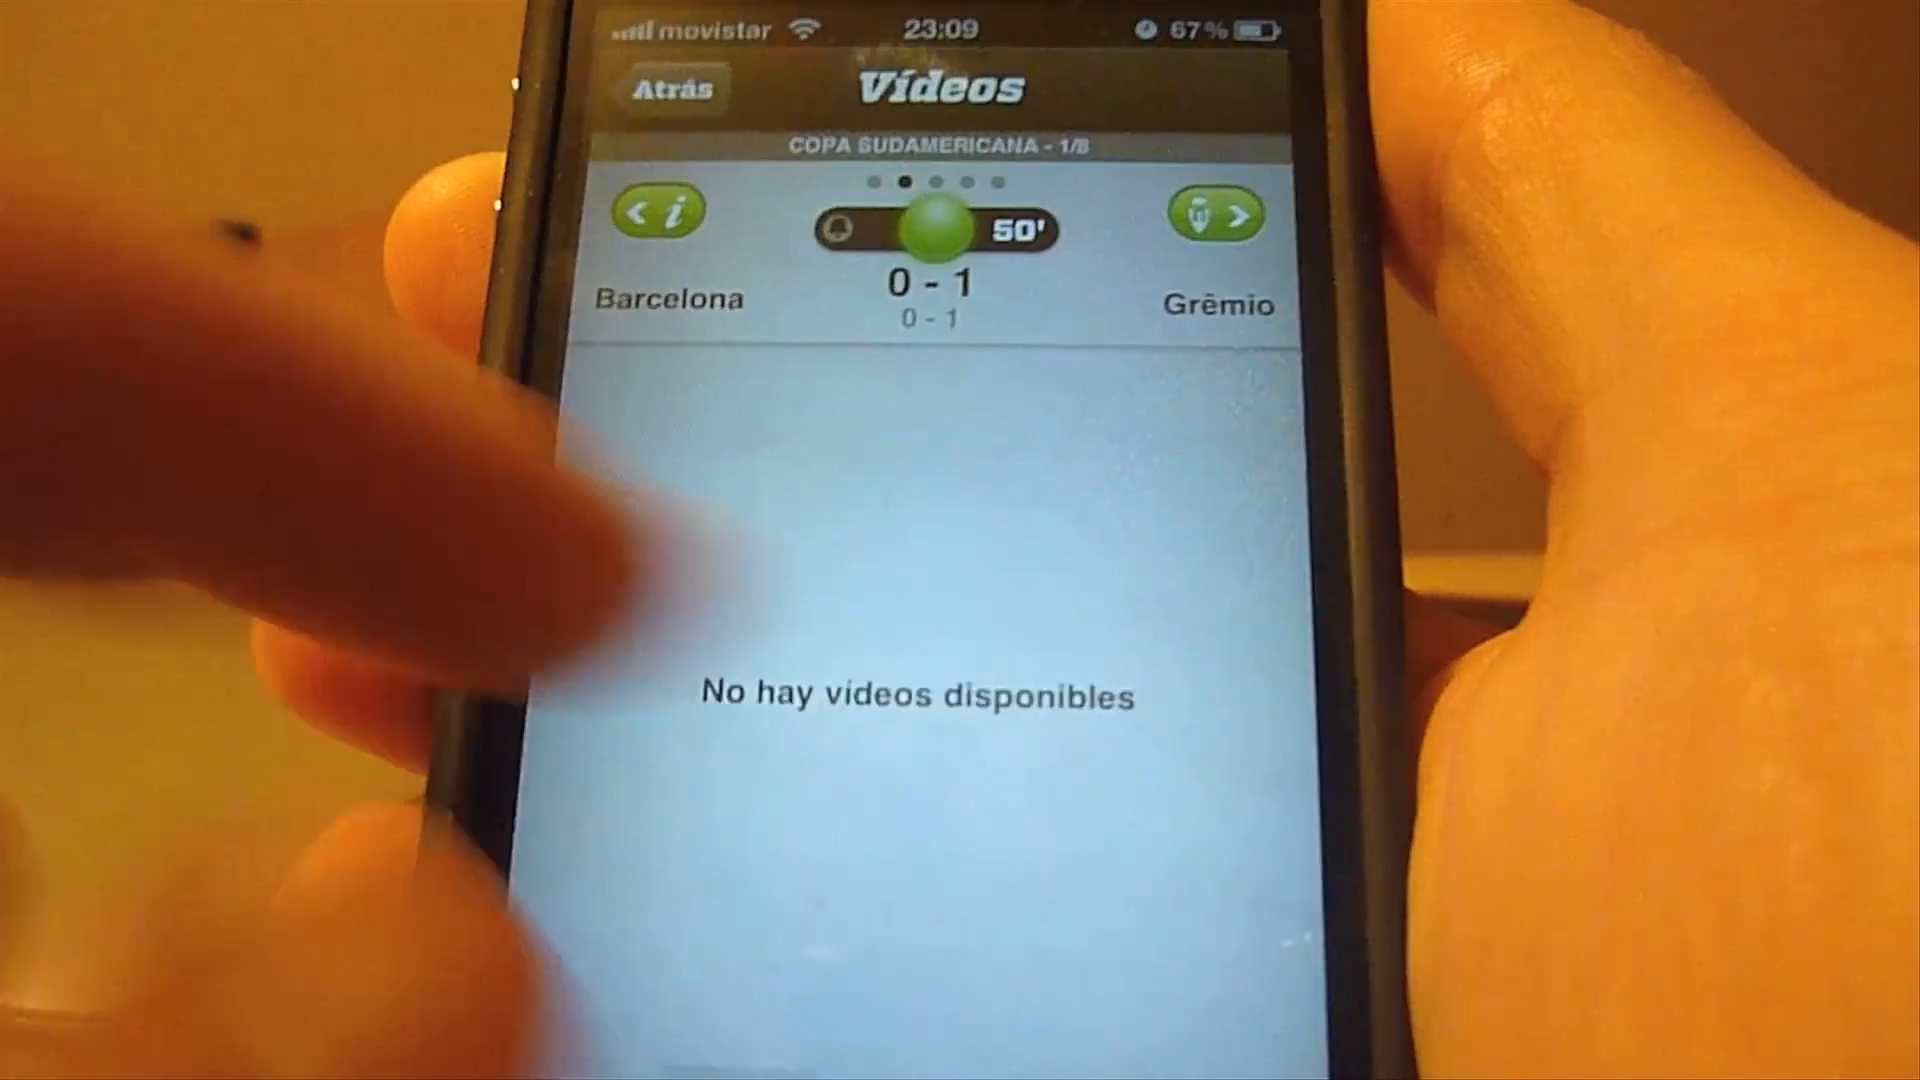 movistar 23:09 67%
Atrás Vídeos
COPA SUDAMERICANA - 1/8
i
50'
0 - 1
Barcelona Grêmio
0 - 1
No hay vídeos disponibles